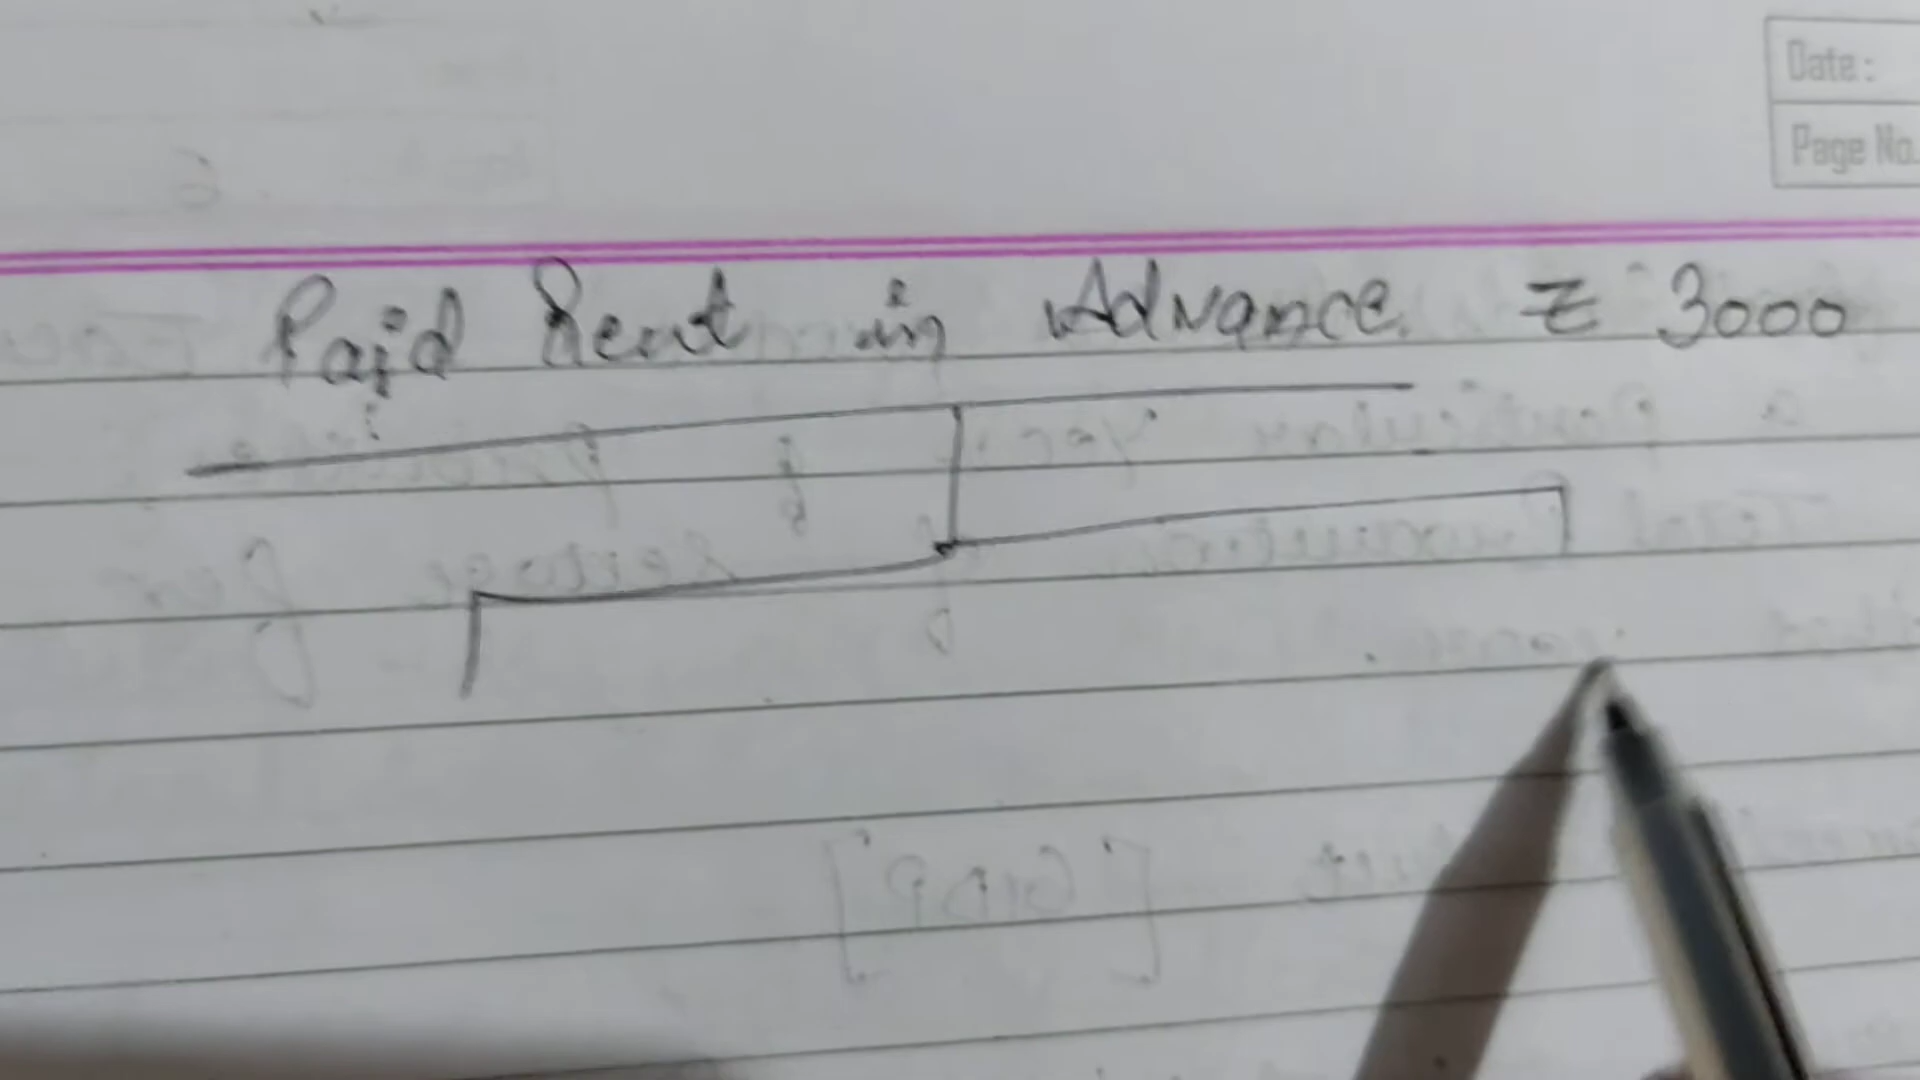 Date :
Page No.
Paid Rent in Advance ₹ 3000